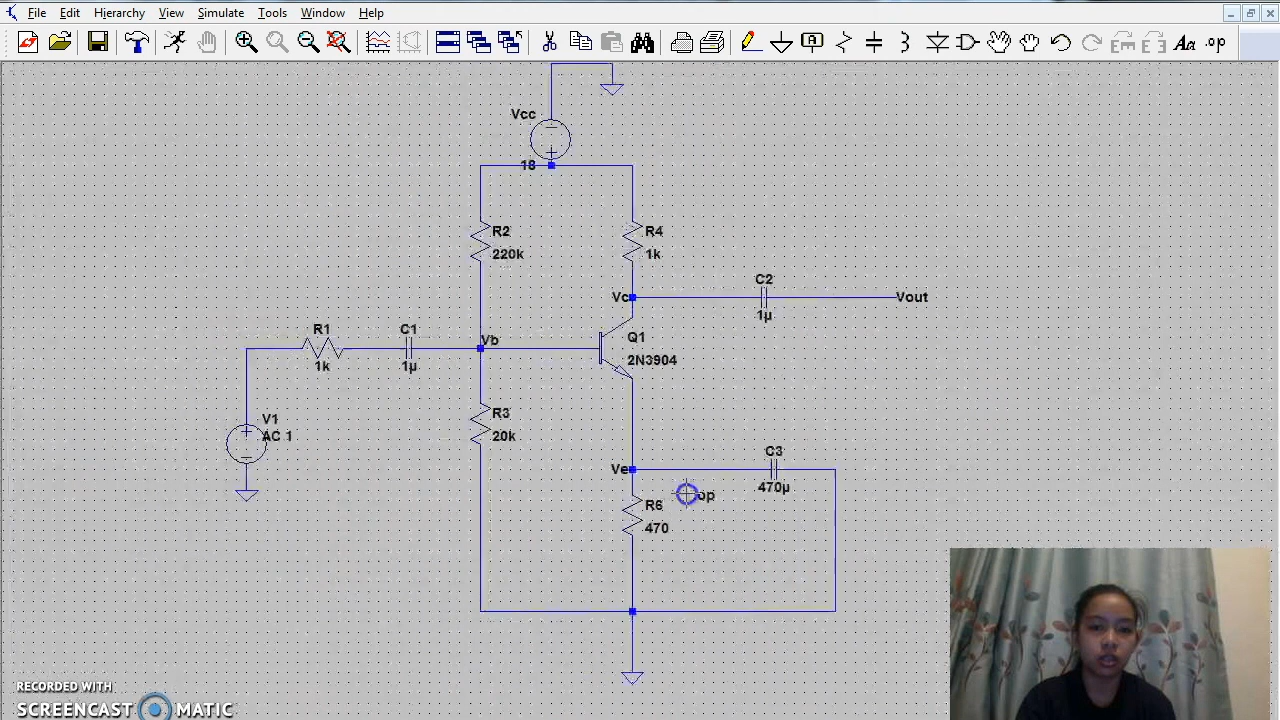 File Edit Hierarchy View Simulate Tools Window Help
.op
Vcc
18
R2
220k
R4
1k
Vc
C2
1µ
Vout
R1
1k
C1
1µ
Vb
Q1
2N3904
V1
AC 1
R3
20k
Ve
C3
470µ
op
R6
470
RECORDED WITH
SCREENCAST MATIC